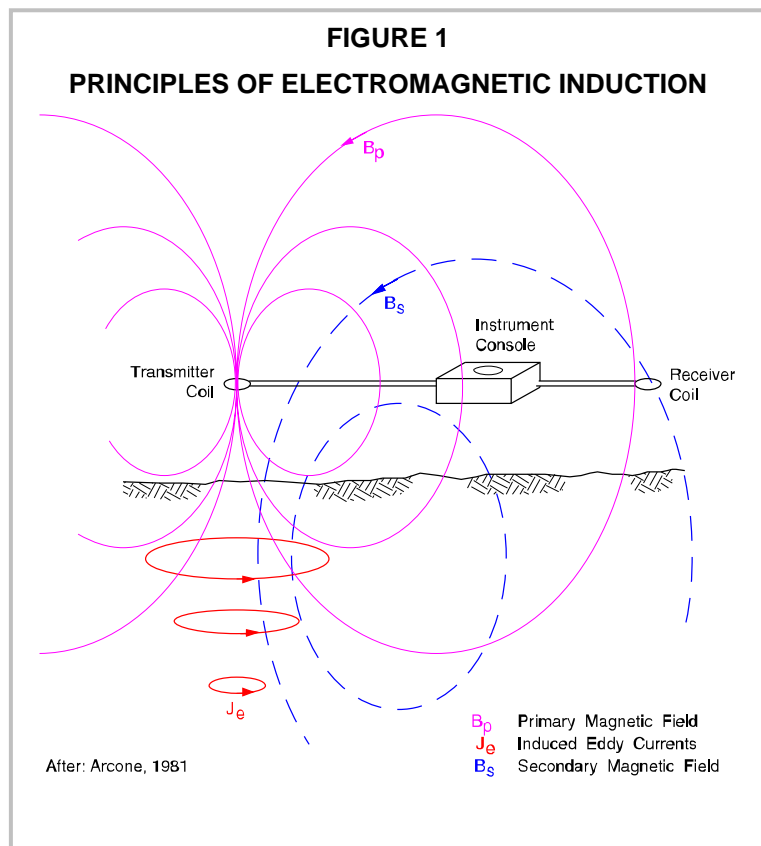 FIGURE 1
PRINCIPLES OF ELECTROMAGNETIC INDUCTION
Bp
Bs
Instrument
Console
Transmitter
Coil
Receiver
Coil
Je
Bp Primary Magnetic Field
Je Induced Eddy Currents
Bs Secondary Magnetic Field
After: Arcone, 1981